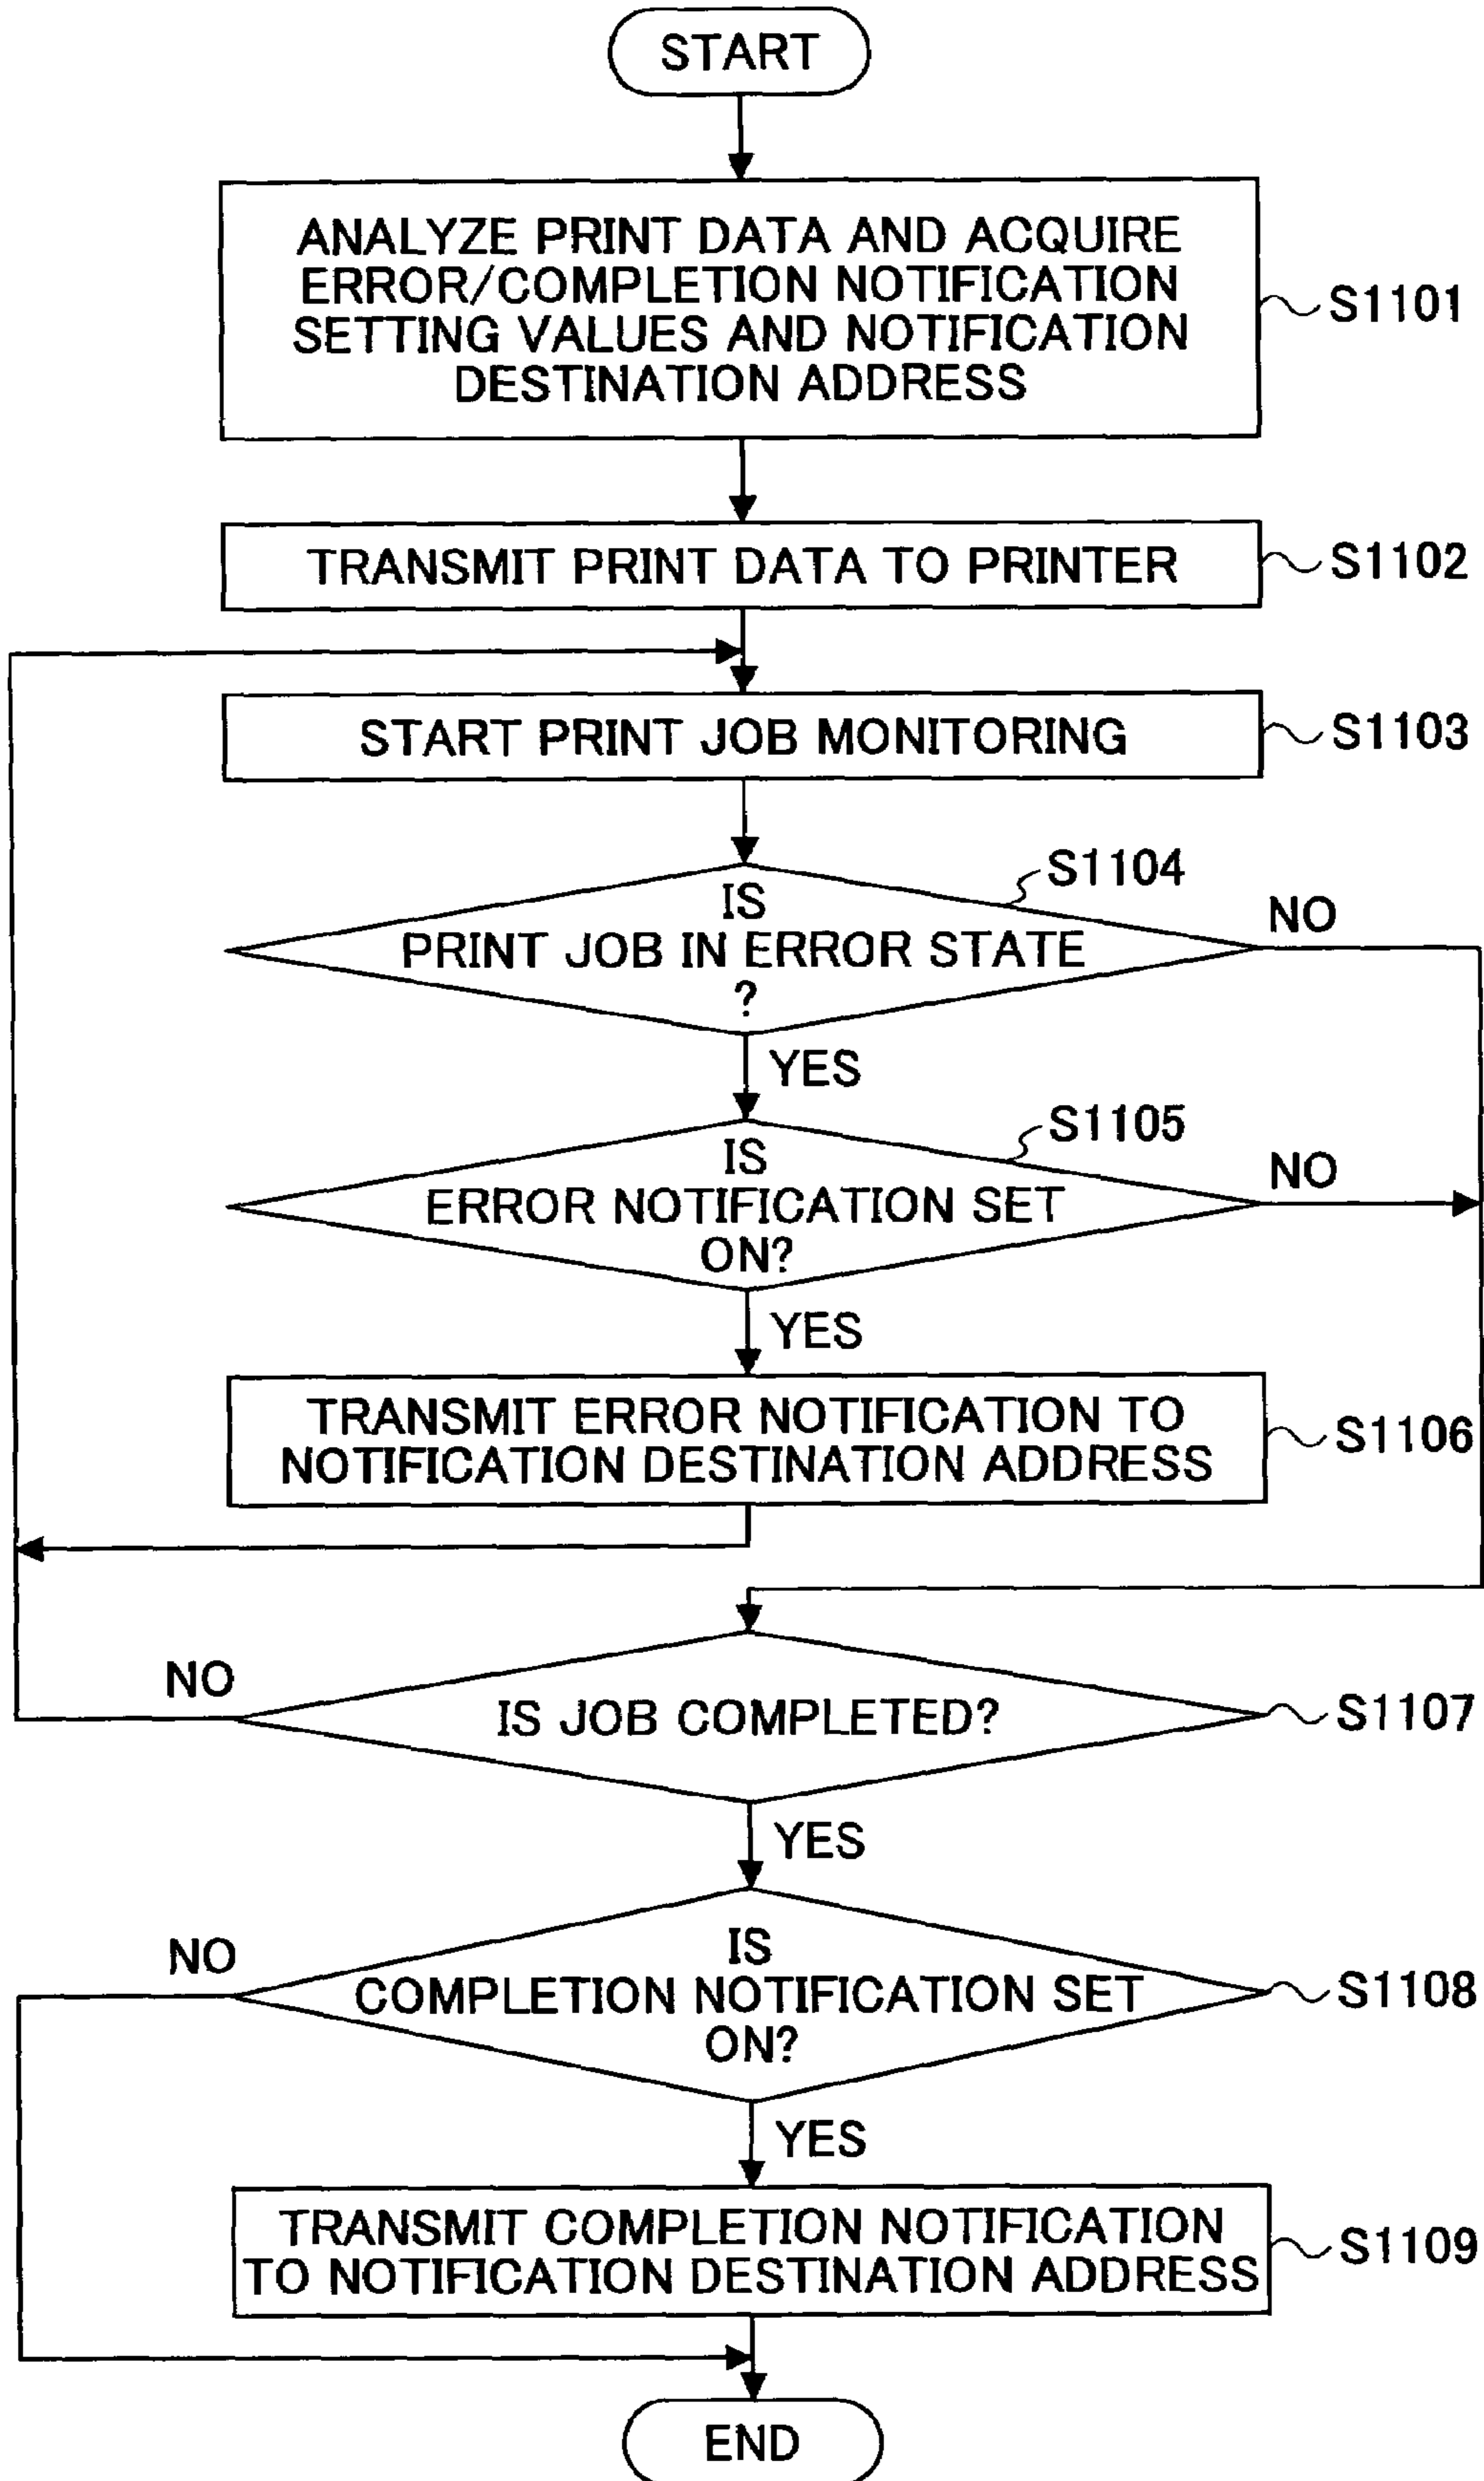 START
ANALYZE PRINT DATA AND ACQUIRE
ERROR/COMPLETION NOTIFICATION
SETTING VALUES AND NOTIFICATION
DESTINATION ADDRESS
S1101
TRANSMIT PRINT DATA TO PRINTER
S1102
START PRINT JOB MONITORING
S1103
S1104
IS
PRINT JOB IN ERROR STATE
?
NO
YES
S1105
IS
ERROR NOTIFICATION SET
ON?
NO
YES
TRANSMIT ERROR NOTIFICATION TO
NOTIFICATION DESTINATION ADDRESS
S1106
NO
IS JOB COMPLETED?
S1107
YES
NO
IS
COMPLETION NOTIFICATION SET
ON?
S1108
YES
TRANSMIT COMPLETION NOTIFICATION
TO NOTIFICATION DESTINATION ADDRESS
S1109
END